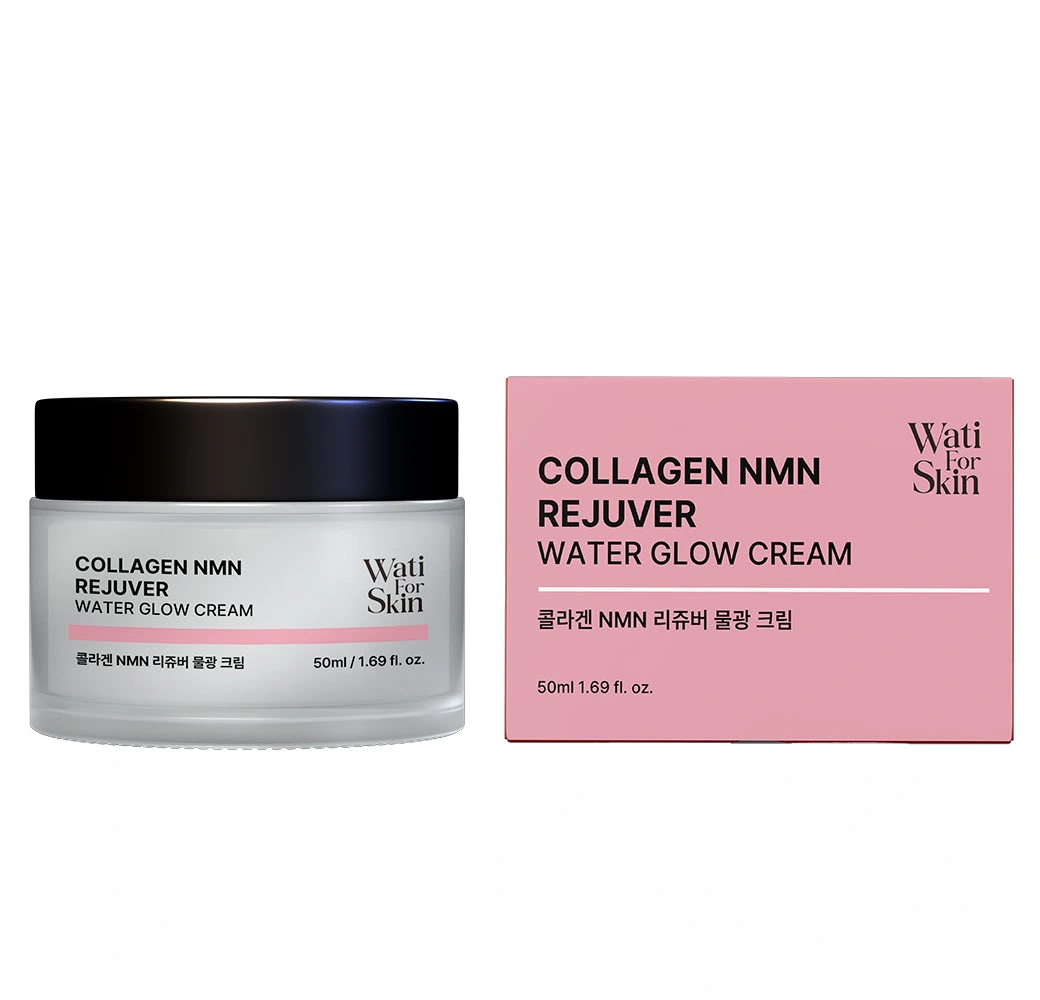 COLLAGEN NMN
REJUVER
WATER GLOW CREAM
Wati
For
Skin
콜라겐 NMN 리쥬버 물광 크림
50ml / 1.69 fl. oz.
COLLAGEN NMN
REJUVER
WATER GLOW CREAM
Wati
For
Skin
콜라겐 NMN 리쥬버 물광 크림
50ml 1.69 fl. oz.